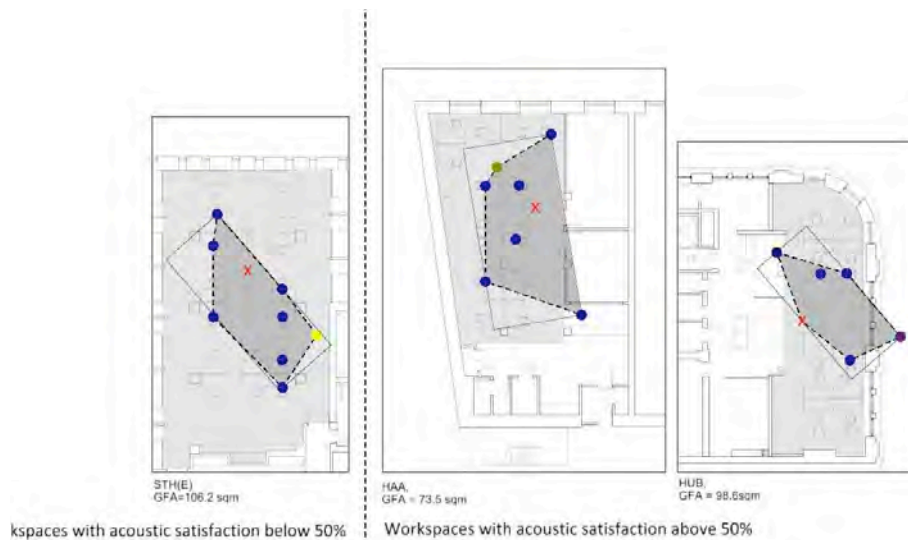 STH(E)
GFA=106.2 sqm
HAA,
GFA = 73.5 sqm
HUB,
GFA = 98.6sqm
kspaces with acoustic satisfaction below 50%
Workspaces with acoustic satisfaction above 50%